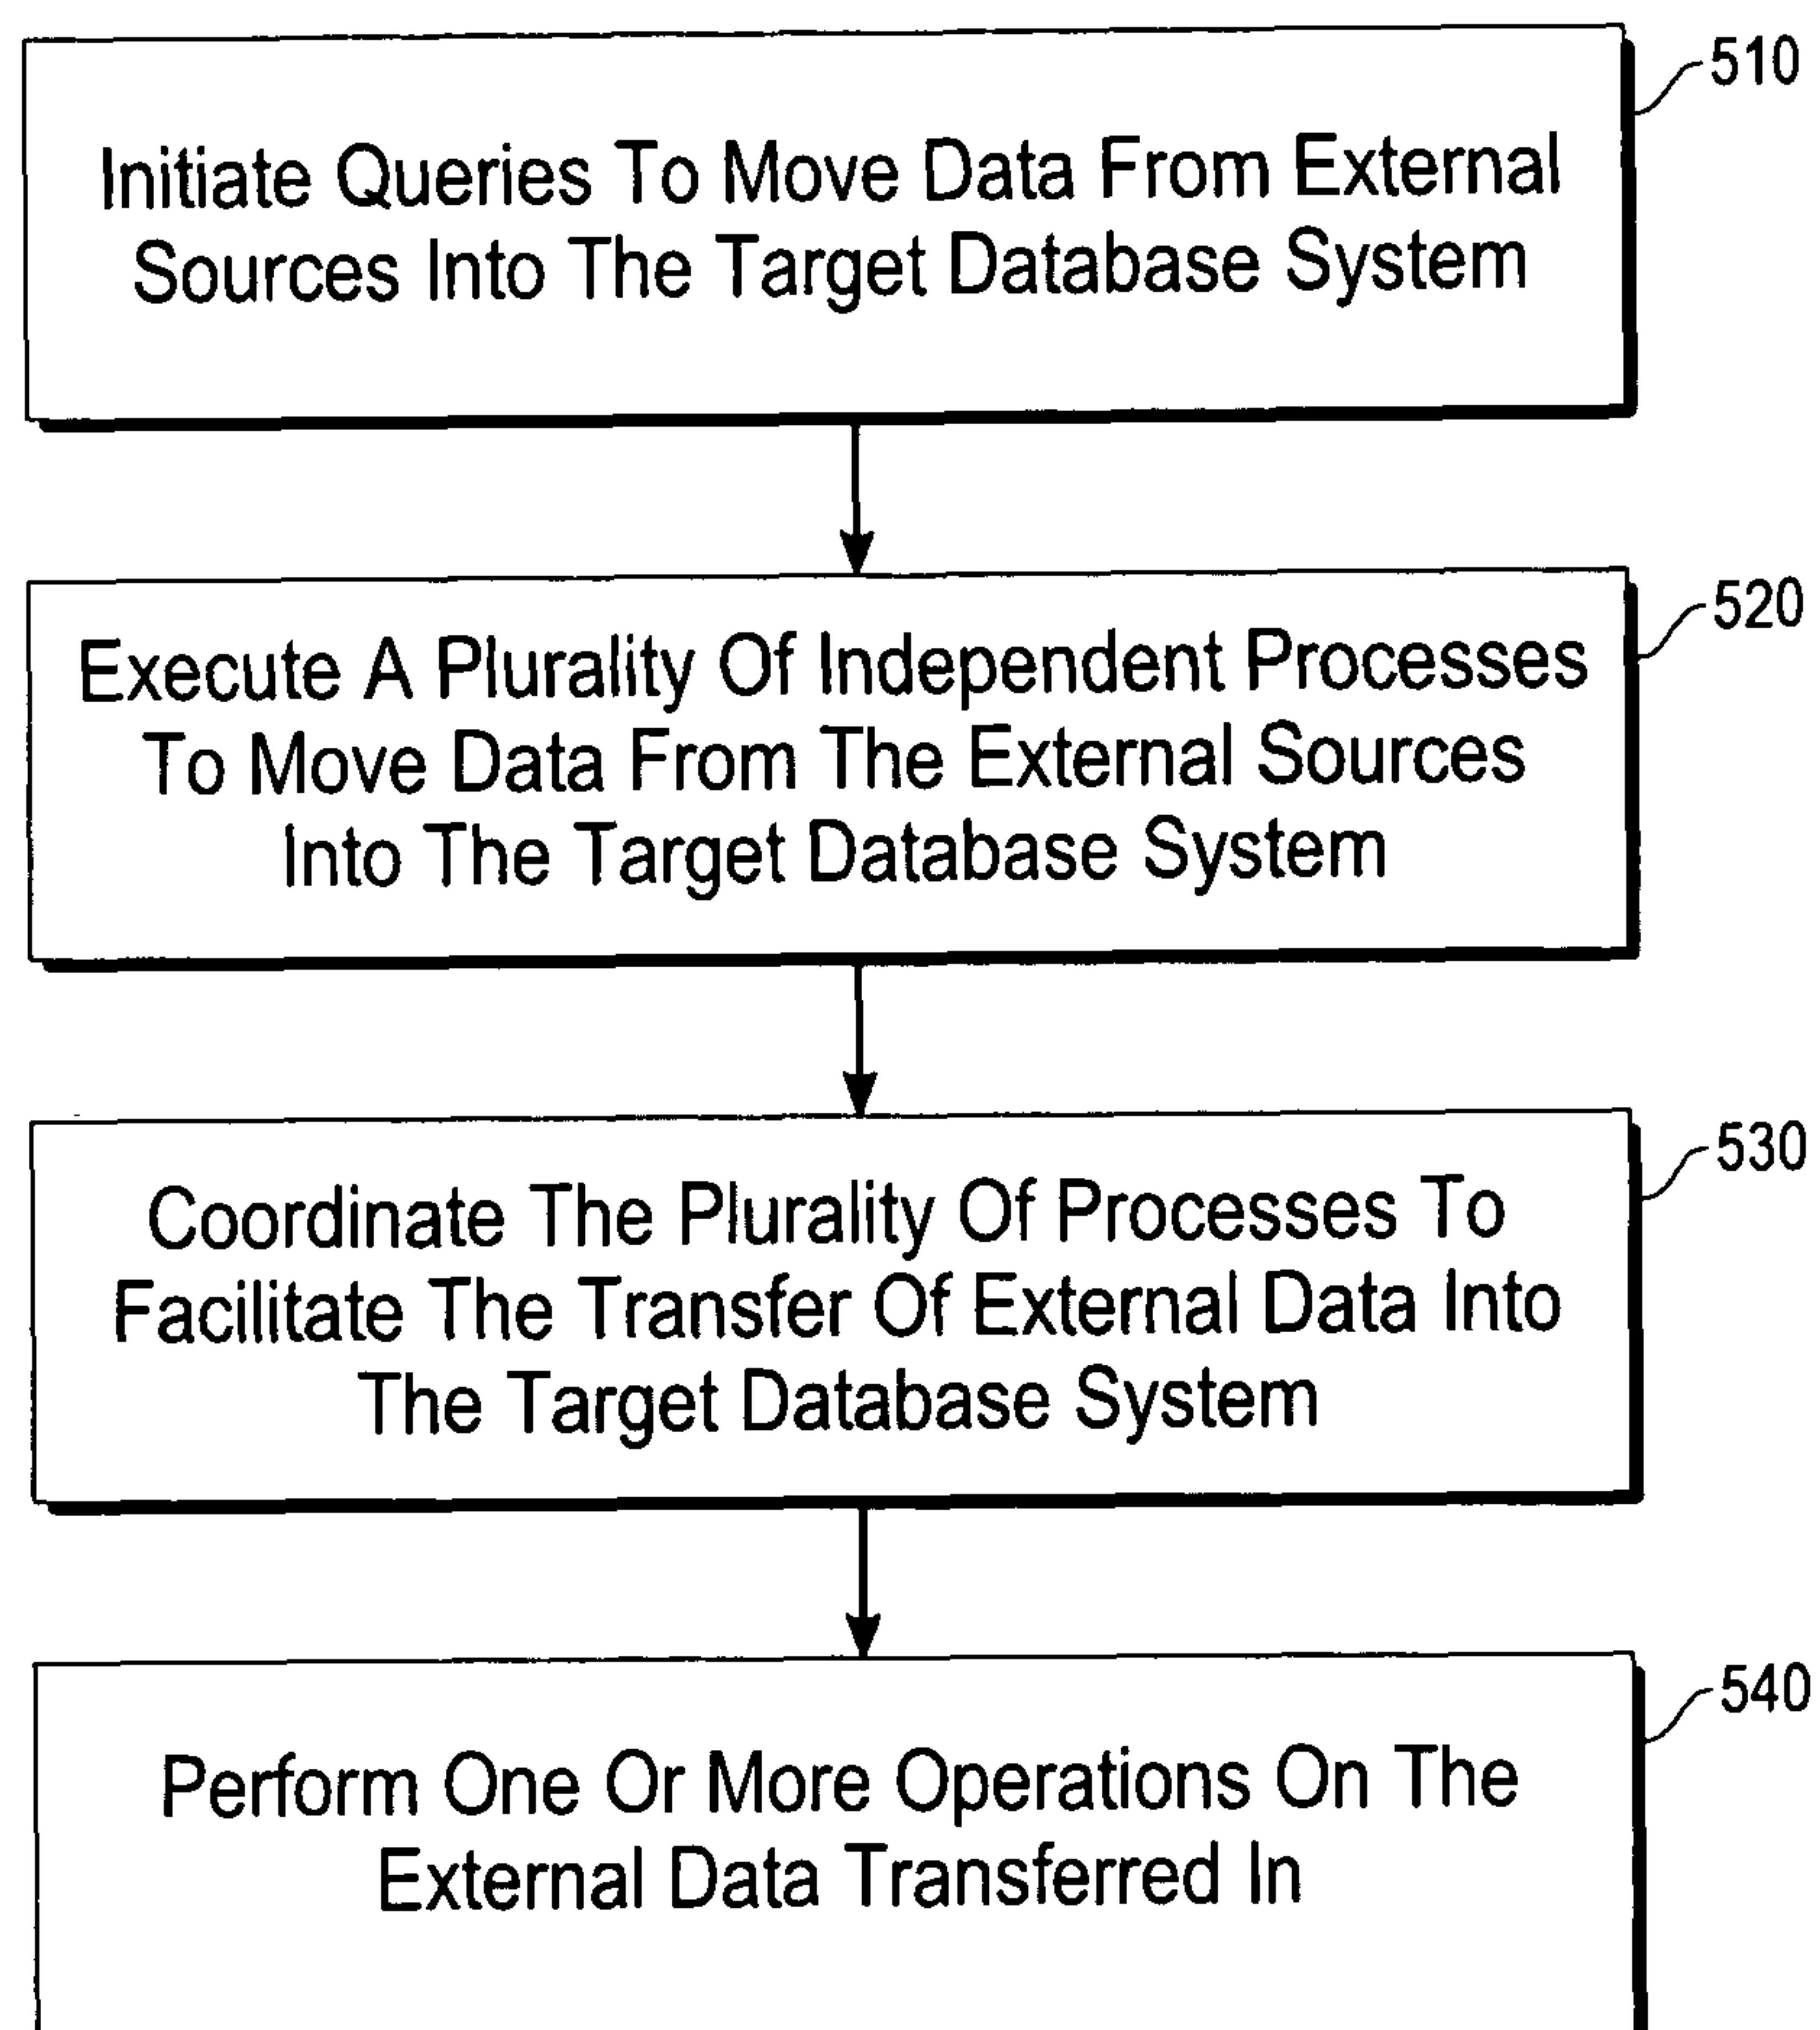 510
Initiate Queries To Move Data From External
Sources Into The Target Database System
520
Execute A Plurality Of Independent Processes
To Move Data From The External Sources
Into The Target Database System
530
Coordinate The Plurality Of Processes To
Facilitate The Transfer Of External Data Into
The Target Database System
540
Perform One Or More Operations On The
External Data Transferred In